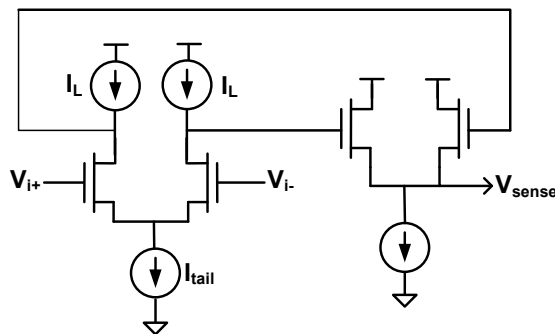 I_L
I_L
V_i+
V_i-
V_sense
I_tail